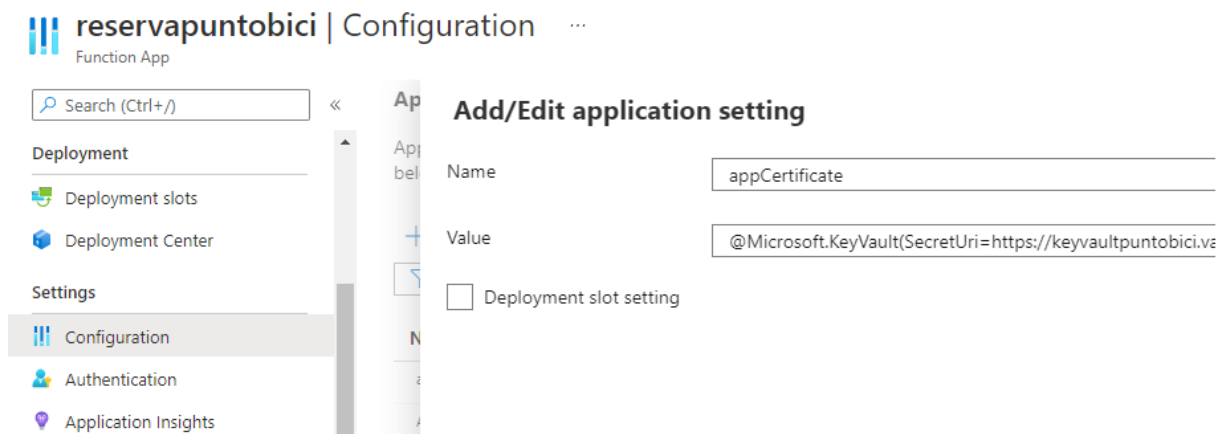 reservapuntobici | Configuration ...
Function App
Search (Ctrl+/)
«
Deployment
Deployment slots
Deployment Center
Settings
Configuration
Authentication
Application Insights
Add/Edit application setting
Name
appCertificate
Value
@Microsoft.KeyVault(SecretUri=https://keyvaultpuntobici.va
Deployment slot setting